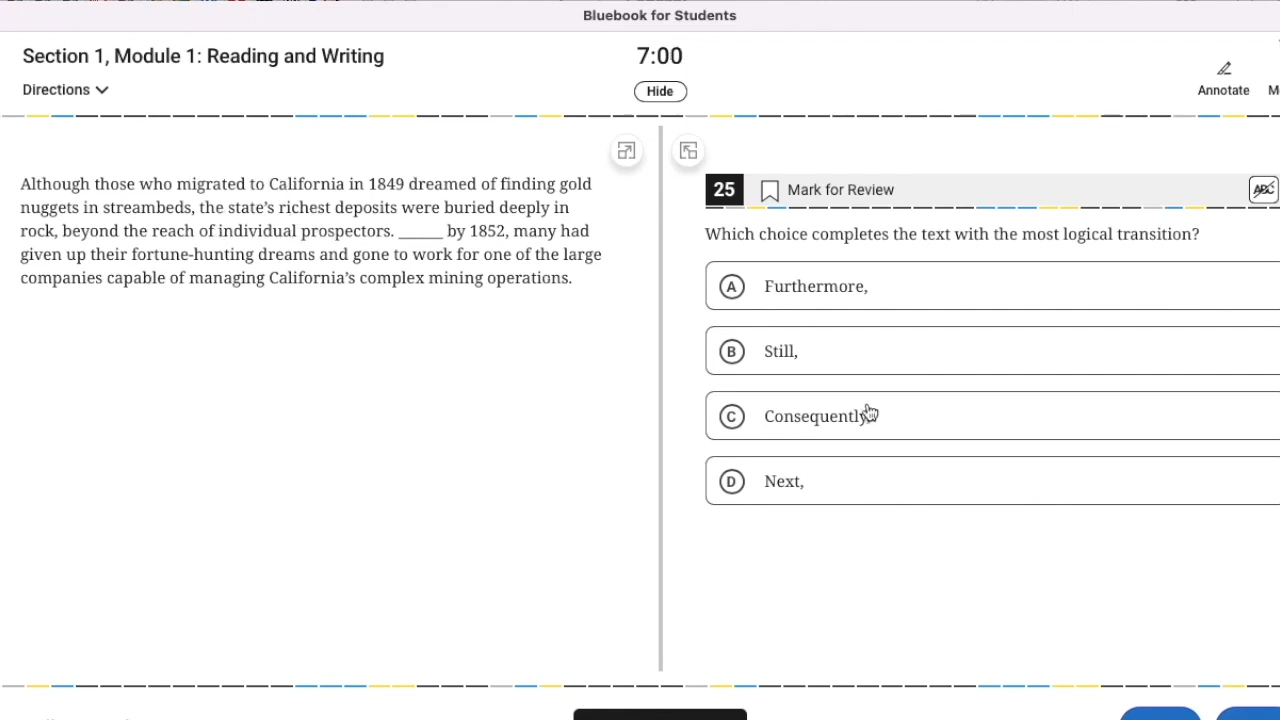 Bluebook for Students
Section 1, Module 1: Reading and Writing
7:00
Directions
Hide
Annotate
Although those who migrated to California in 1849 dreamed of finding gold
nuggets in streambeds, the state’s richest deposits were buried deeply in
rock, beyond the reach of individual prospectors. _____ by 1852, many had
given up their fortune-hunting dreams and gone to work for one of the large
companies capable of managing California’s complex mining operations.
25
Mark for Review
ABC
Which choice completes the text with the most logical transition?
A Furthermore,
B Still,
C Consequently,
D Next,